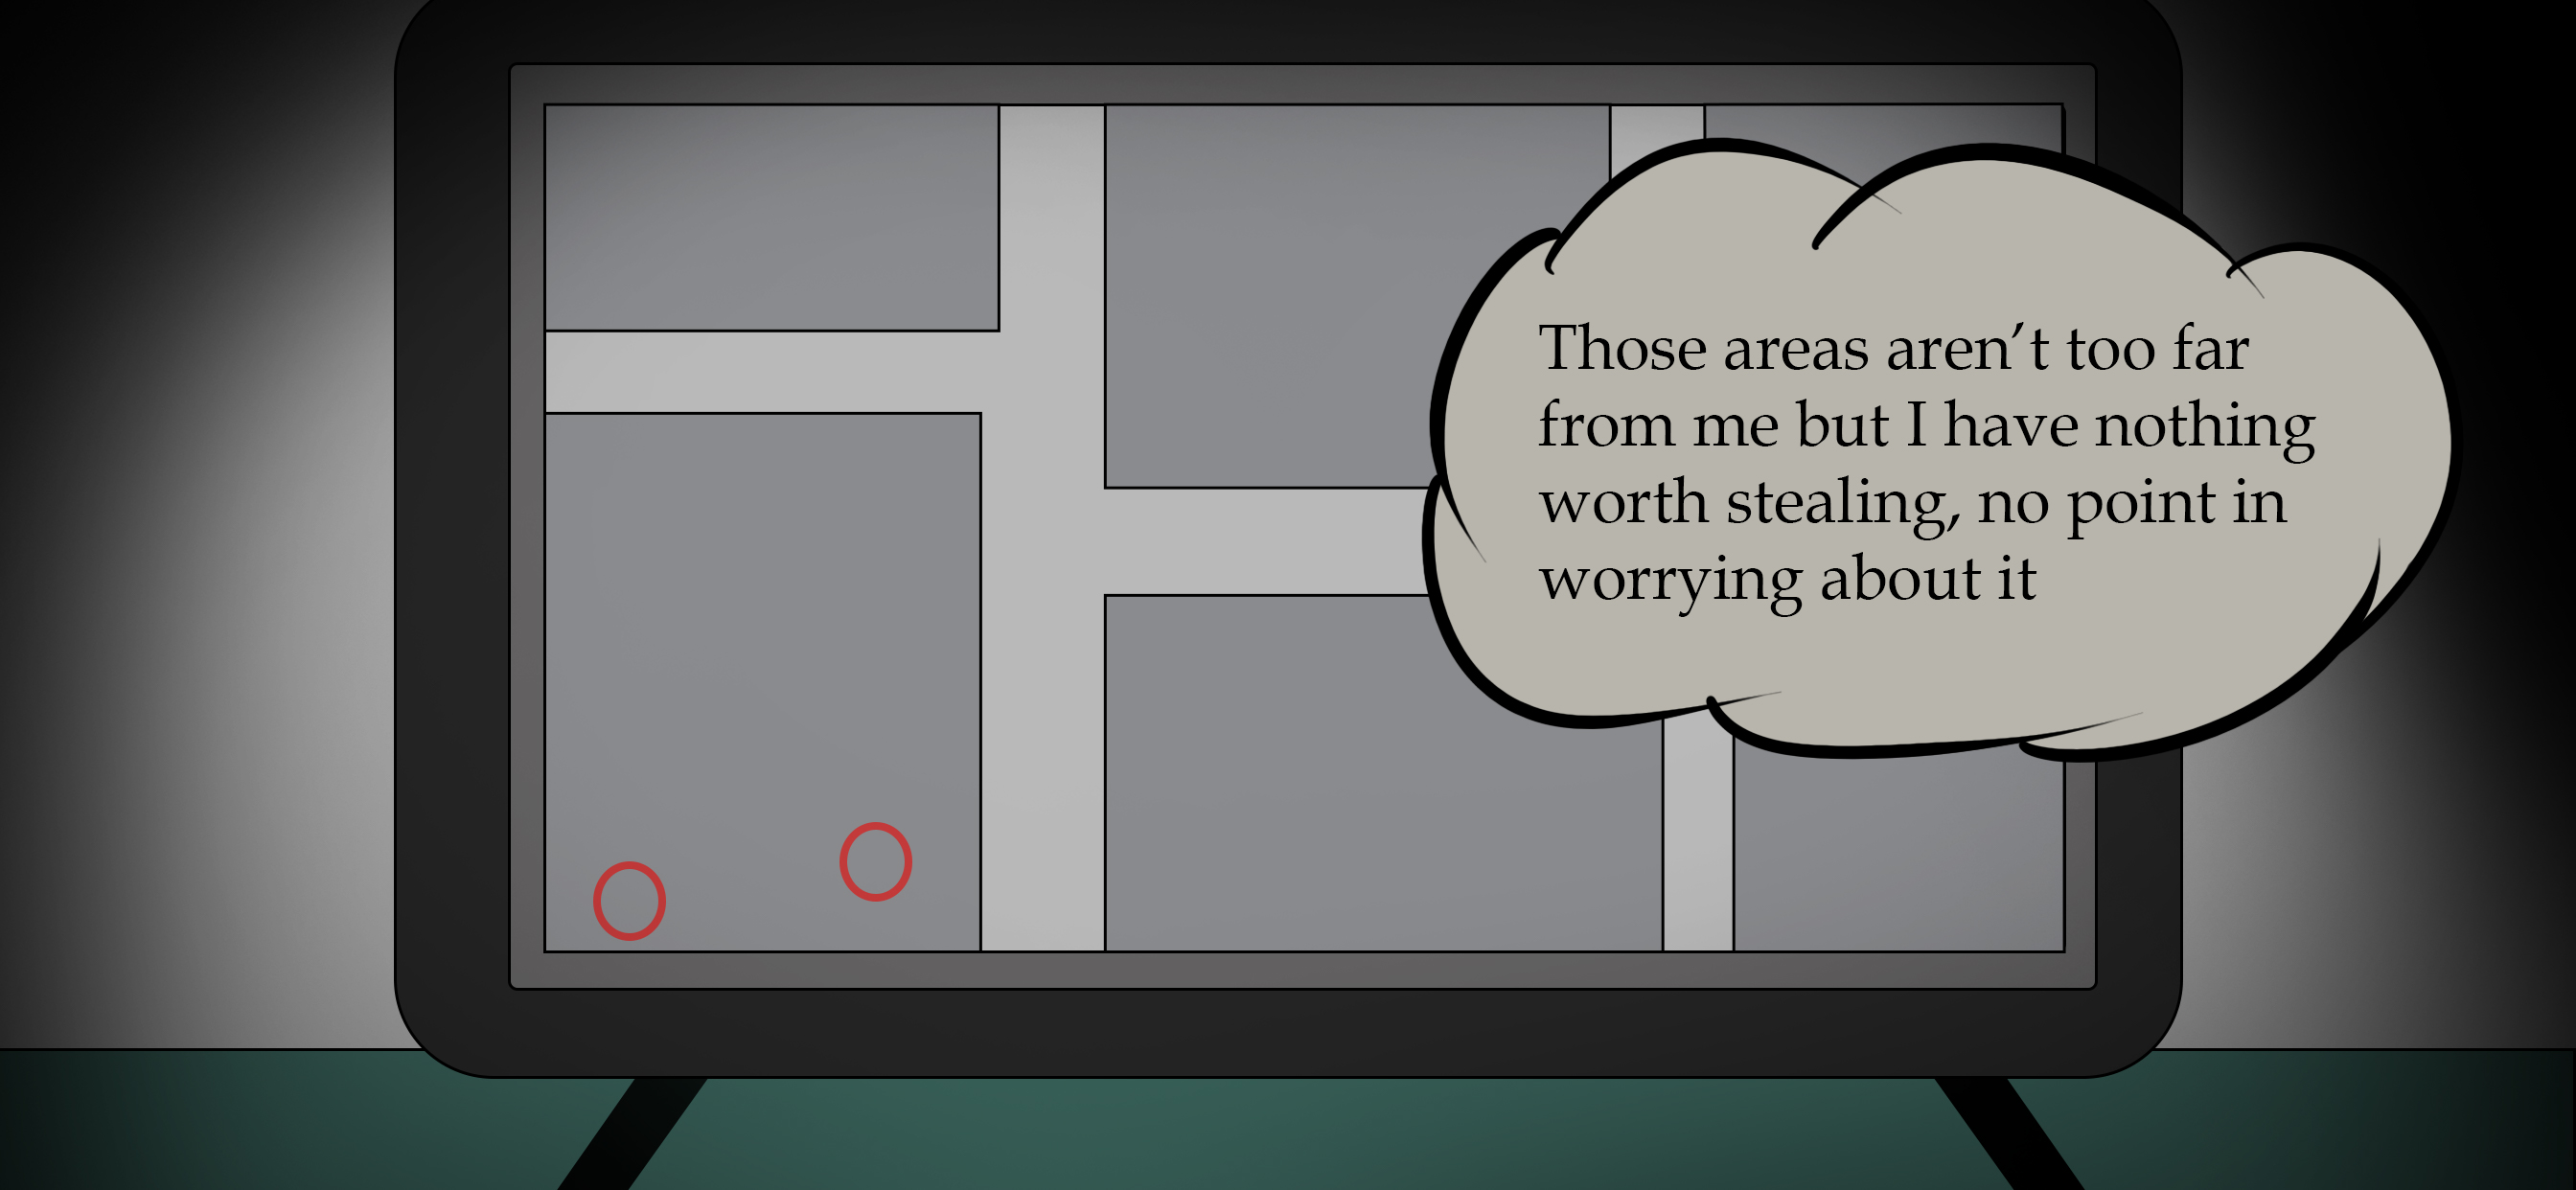 Those areas aren’t too far
from me but I have nothing
worth stealing, no point in
worrying about it